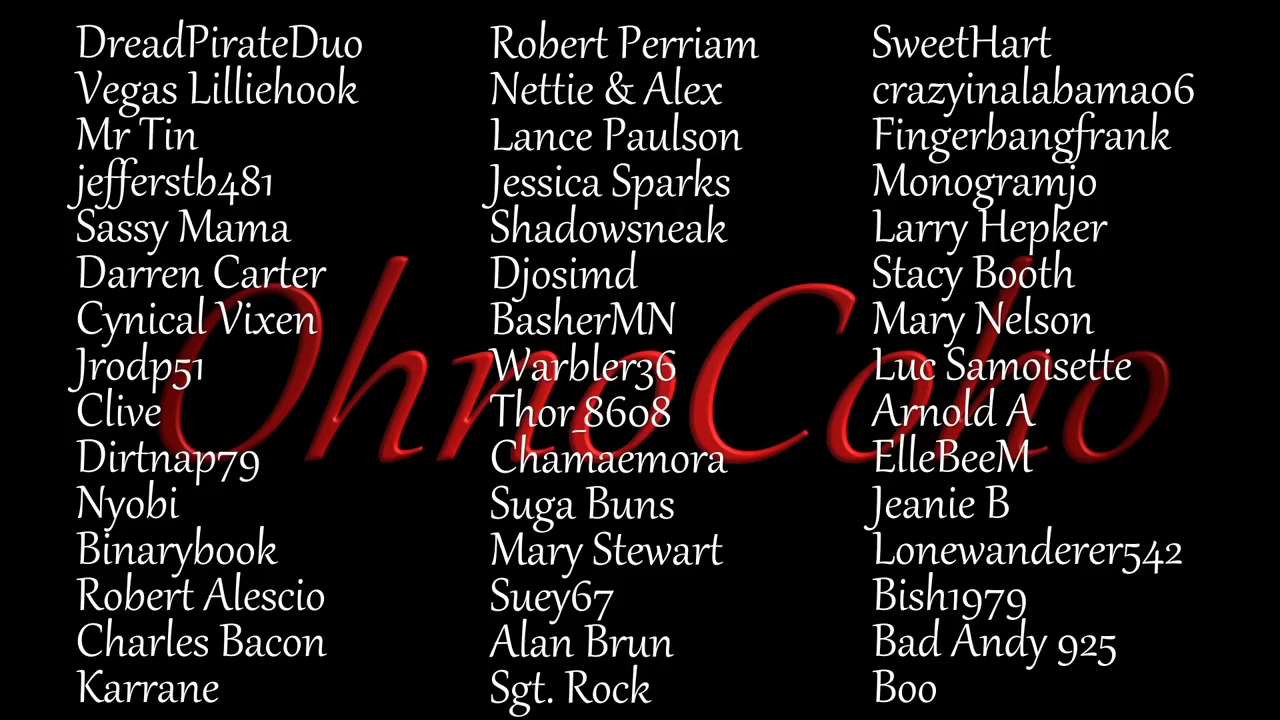 DreadPirateDuo
Vegas Lilliehook
Mr Tin
jefferstb481
Sassy Mama
Darren Carter
Cynical Vixen
Jrodp51
Clive
Dirtnap79
Nyobi
Binarybook
Robert Alescio
Charles Bacon
Karrane
Robert Perriam
Nettie & Alex
Lance Paulson
Jessica Sparks
Shadowsneak
Djosimd
BasherMN
Warbler36
Thor_8608
Chamaemora
Suga Buns
Mary Stewart
Suey67
Alan Brun
Sgt. Rock
SweetHart
crazyinalabama06
Fingerbangfrank
Monogramjo
Larry Hepker
Stacy Booth
Mary Nelson
Luc Samoisette
Arnold A
ElleBeeM
Jeanie B
Lonewanderer542
Bish1979
Bad Andy 925
Boo
OhnoCoho